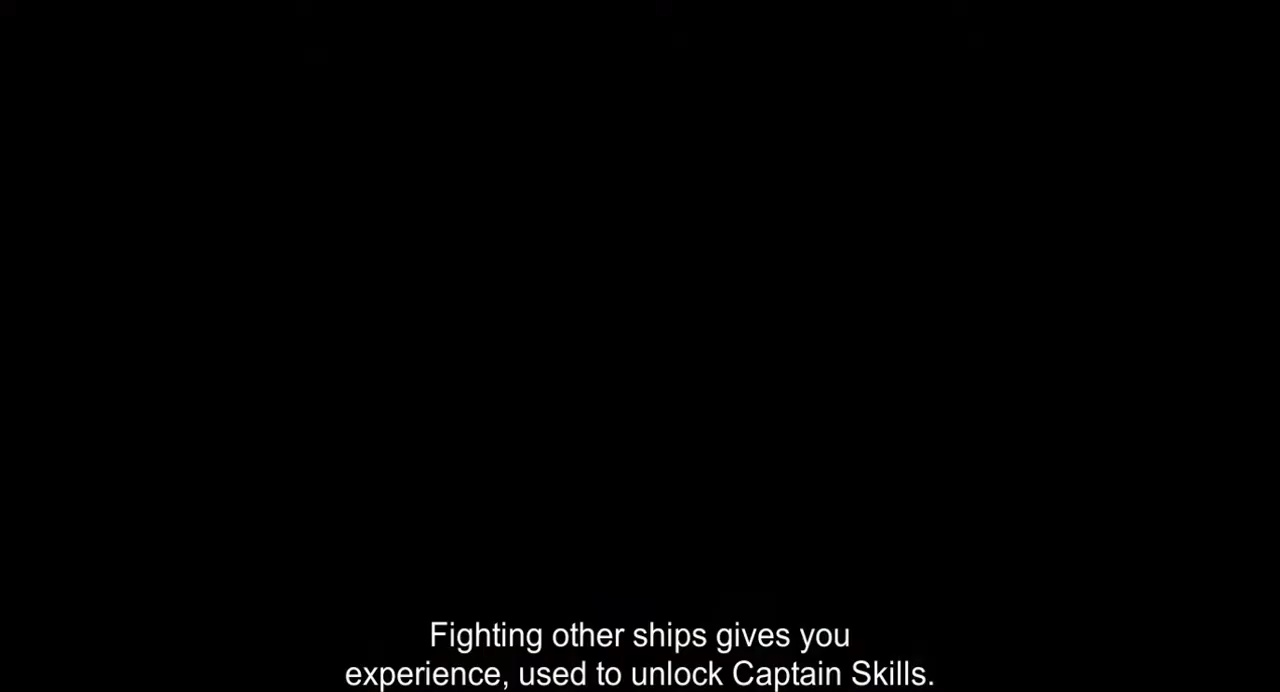 Fighting other ships gives you
experience, used to unlock Captain Skills.